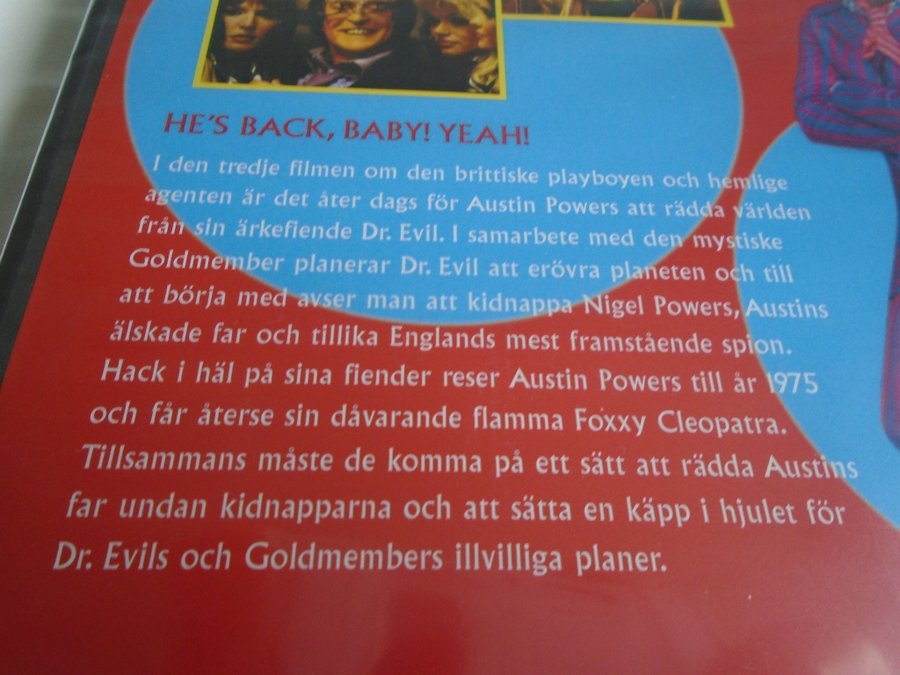 HE'S BACK, BABY! YEAH!
I den tredje filmen om den brittiske playboyen och hemlige
agenten är det åter dags för Austin Powers att rädda världen
från sin ärkefiende Dr. Evil. I samarbete med den mystiske
Goldmember planerar Dr. Evil att erövra planeten och till
att börja med avser man att kidnappa Nigel Powers, Austins
älskade far och tillika Englands mest framstående spion.
Hack i häl på sina fiender reser Austin Powers till år 1975
och får återse sin dåvarande flamma Foxxy Cleopatra.
Tillsammans måste de komma på ett sätt att rädda Austins
far undan kidnapparna och att sätta en käpp i hjulet för
Dr. Evils och Goldmembers illvilliga planer.